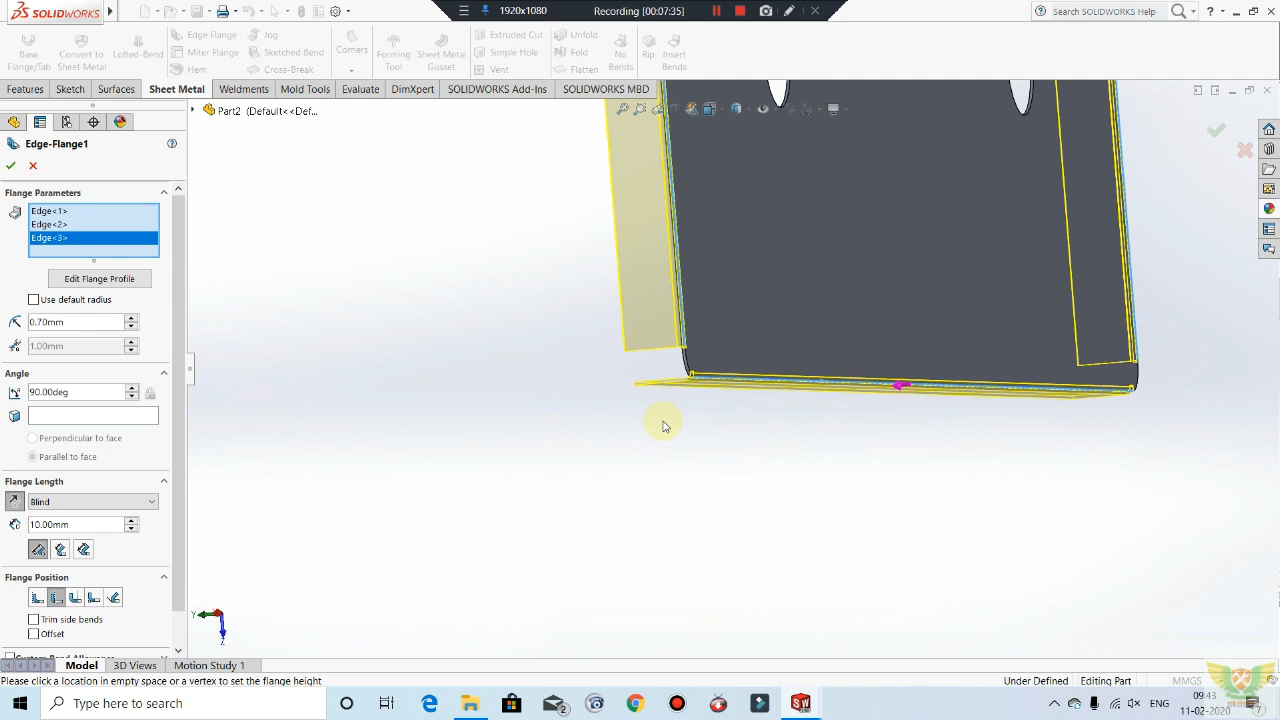 SOLIDWORKS
1920x1080
Recording [00:07:35]
Search SOLIDWORKS Help
Base Flange/Tab
Convert to Sheet Metal
Lofted-Bend
Edge Flange
Miter Flange
Hem
Jog
Sketched Bend
Cross-Break
Corners
Forming Tool
Sheet Metal Gusset
Extruded Cut
Simple Hole
Vent
Unfold
Fold
Flatten
No Bends
Rip
Insert Bends
Features
Sketch
Surfaces
Sheet Metal
Weldments
Mold Tools
Evaluate
DimXpert
SOLIDWORKS Add-Ins
SOLIDWORKS MBD
Part2 (Default<<Def...
Edge-Flange1
Flange Parameters
Edge<1>
Edge<2>
Edge<3>
Edit Flange Profile
Use default radius
0.70mm
1.00mm
Angle
90.00deg
Perpendicular to face
Parallel to face
Flange Length
Blind
10.00mm
Flange Position
Trim side bends
Offset
Custom Bend Allowance
Y
Z
Model
3D Views
Motion Study 1
Please click a location in empty space or a vertex to set the flange height
Under Defined
Editing Part
MMGS
Type here to search
2
ENG
09:43
11-02-2020
7